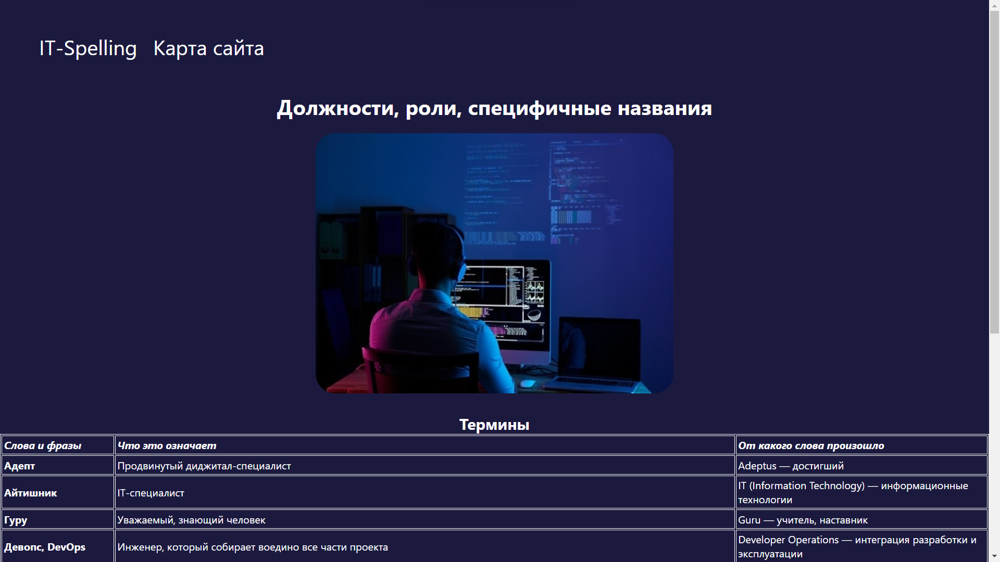 IT-Spelling Карта сайта
Должности, роли, специфичные названия
Термины
Слова и фразы Что это означает От какого слова произошло
Адепт Продвинутый диджитал-специалист Adeptus — достигший
Айтишник IT-специалист IT (Information Technology) — информационные
технологии
Гуру Уважаемый, знающий человек Guru — учитель, наставник
Девопс, DevOps Инженер, который собирает воедино все части проекта Developer Operations — интеграция разработки и
эксплуатации